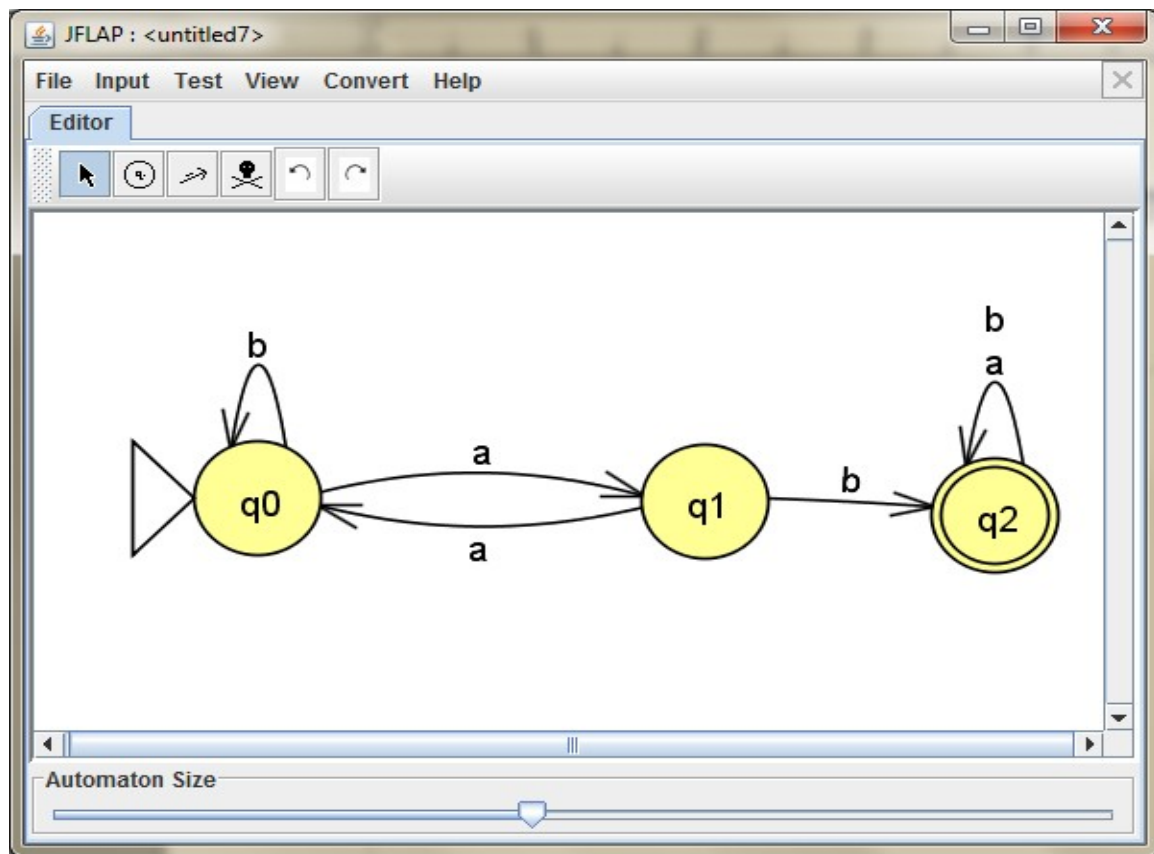 JFLAP : <untitled7>
File Input Test View Convert Help
Editor
b
b
a
a
q0
q1
b
q2
a
Automaton Size